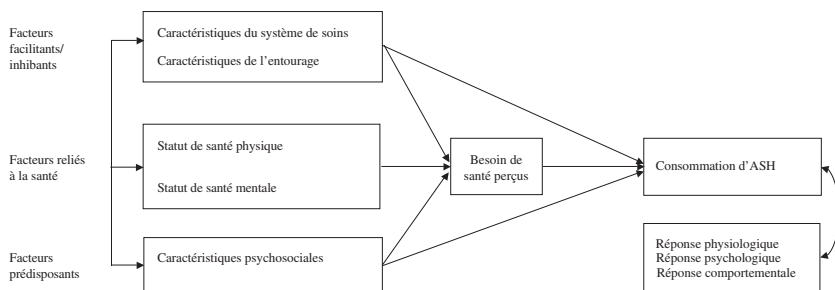 Facteurs
facilitants/
inhibants
Caractéristiques du système de soins
Caractéristiques de l'entourage
Facteurs reliés
à la santé
Statut de santé physique
Statut de santé mentale
Besoin de
santé perçus
Consommation d'ASH
Facteurs
prédisposants
Caractéristiques psychosociales
Réponse physiologique
Réponse psychologique
Réponse comportementale